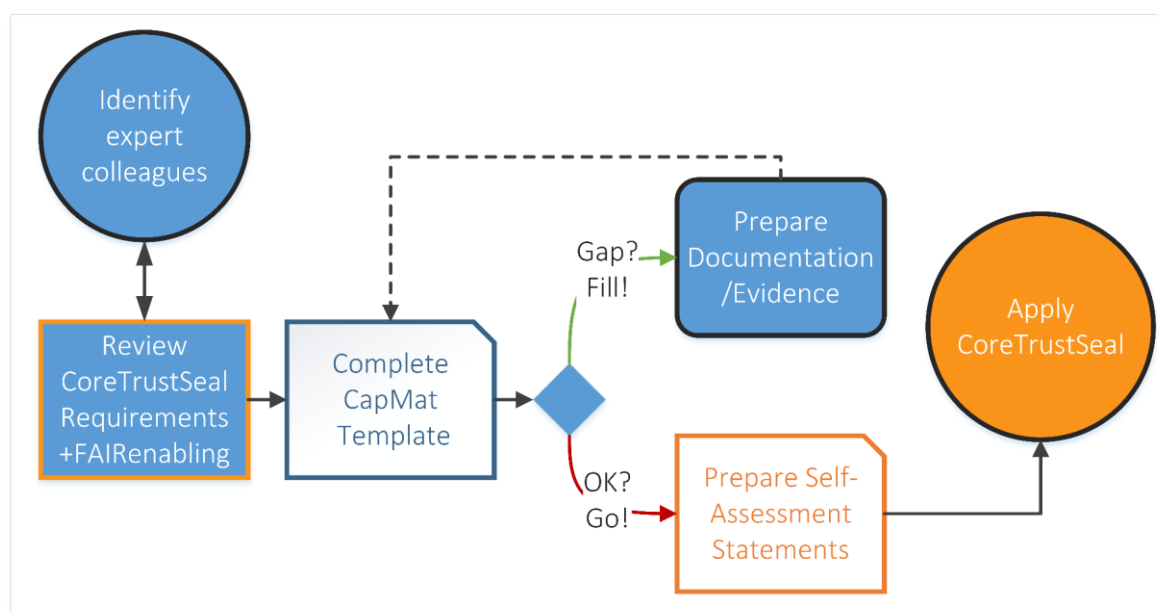 Identify
expert
colleagues
Review
CoreTrustSeal
Requirements
+FAIRenabling
Complete
CapMat
Template
Gap?
Fill!
Prepare
Documentation
/Evidence
OK?
Go!
Prepare Self-
Assessment
Statements
Apply
CoreTrustSeal